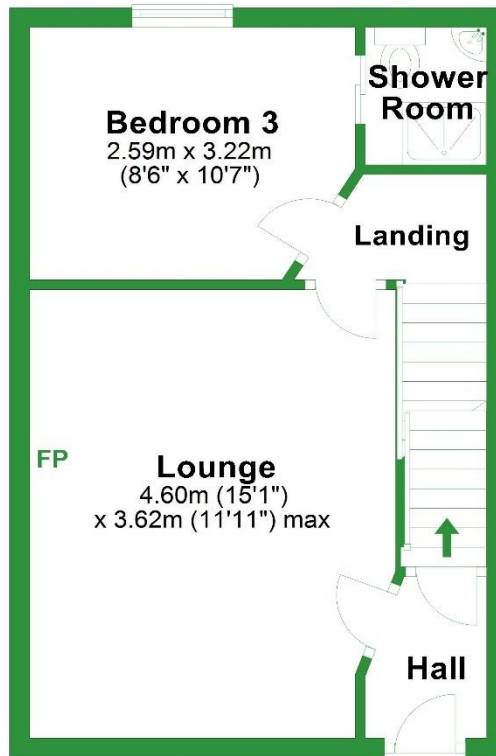 Bedroom 3
2.59m x 3.22m
(8'6" x 10'7")
Shower
Room
Landing
FP
Lounge
4.60m (15'1")
x 3.62m (11'11") max
Hall